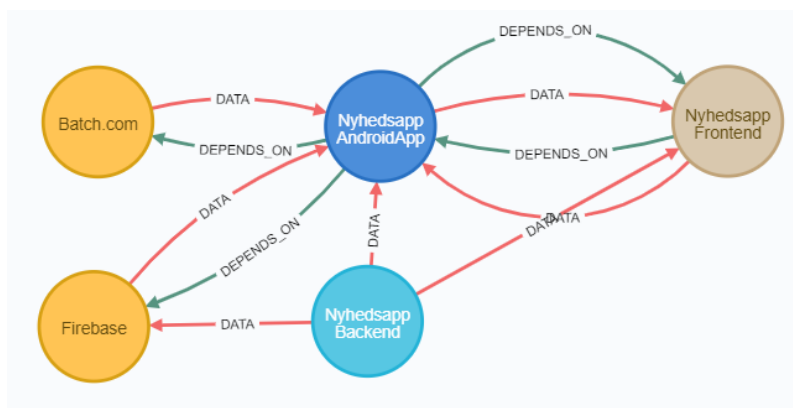 DEPENDS_ON
DATA
DATA
Batch.com
Nyhedsapp
AndroidApp
Nyhedsapp
Frontend
DEPENDS_ON
DEPENDS_ON
DATA
DATA
DATA
DATA
DEPENDS_ON
Firebase
DATA
Nyhedsapp
Backend